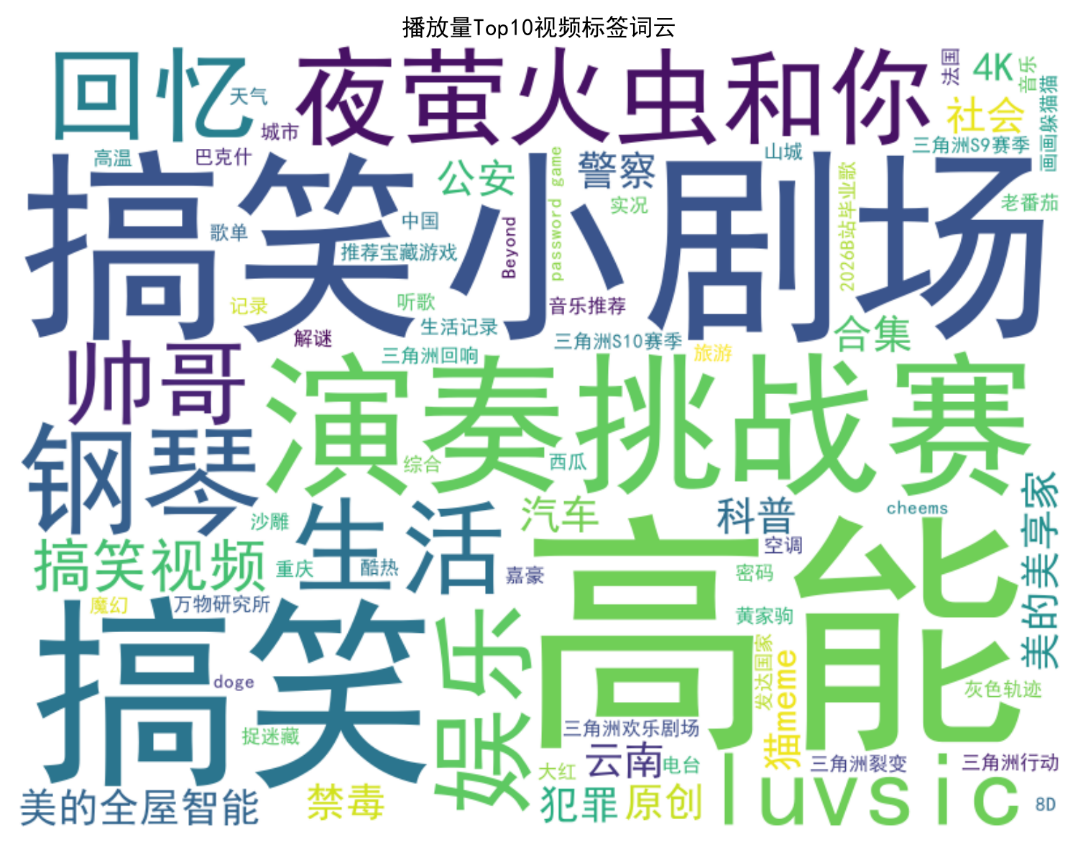 播放量Top10视频标签词云
回忆
天气
城市
夜萤火虫和你
法国
4K
音乐
社会
画画躲猫猫
高温
巴克什
公安
警察
山城
三角洲S9赛季
搞笑小剧场
歌单
中国
推荐宝藏游戏
Beyond
password game
实况
2026B站毕业歌
老番茄
记录
听歌
音乐推荐
解谜
生活记录
三角洲回响
三角洲S10赛季
旅游
合集
帅哥
演奏挑战赛
钢琴
综合
西瓜
沙雕
生活
汽车
科普
cheems
美的美享家
搞笑视频
重庆
酷热
嘉豪
空调
密码
魔幻
万物研究所
高能
黄家驹
搞笑
doge
娱乐
发达国家
猫meme
灰色轨迹
捉迷藏
三角洲欢乐剧场
云南
电台
三角洲裂变
三角洲行动
大红
美的全屋智能
禁毒
犯罪
原创
luvsic
8D